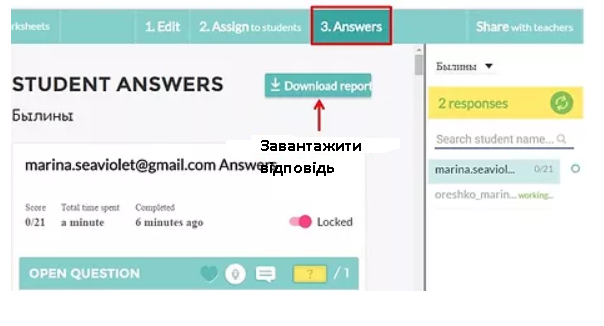 rksheets
1. Edit
2. Assign to students
3. Answers
Share with teachers
STUDENT ANSWERS
Download report
Былины
Завантажити
відповідь
marina.seaviolet@gmail.com Answers
Score
Total time spent
Completed
0/21
a minute
6 minutes ago
Locked
OPEN QUESTION
0
? / 1
Былины
2 responses
Search student name...
marina.seaviol... 0/21
oreshko_marin... working...